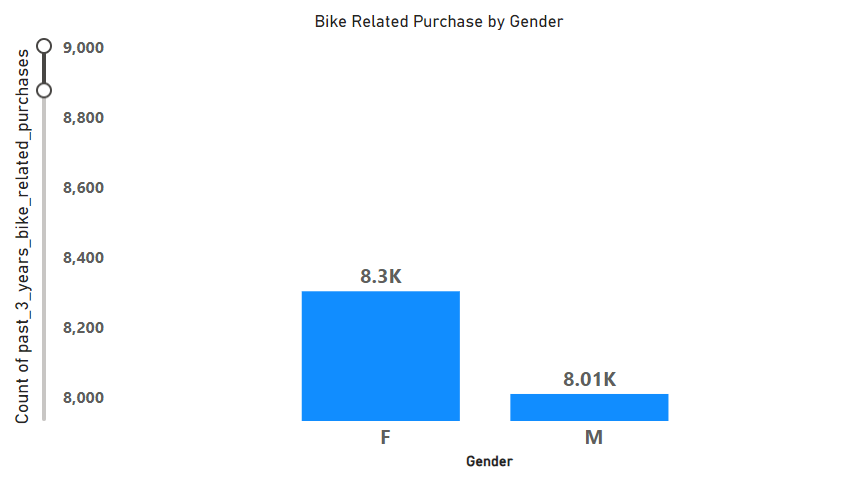 Bike Related Purchase by Gender
Count of past_3_years_bike_related_purchases
9,000
8,800
8,600
8,400
8,200
8,000
8.3K
8.01K
F
M
Gender